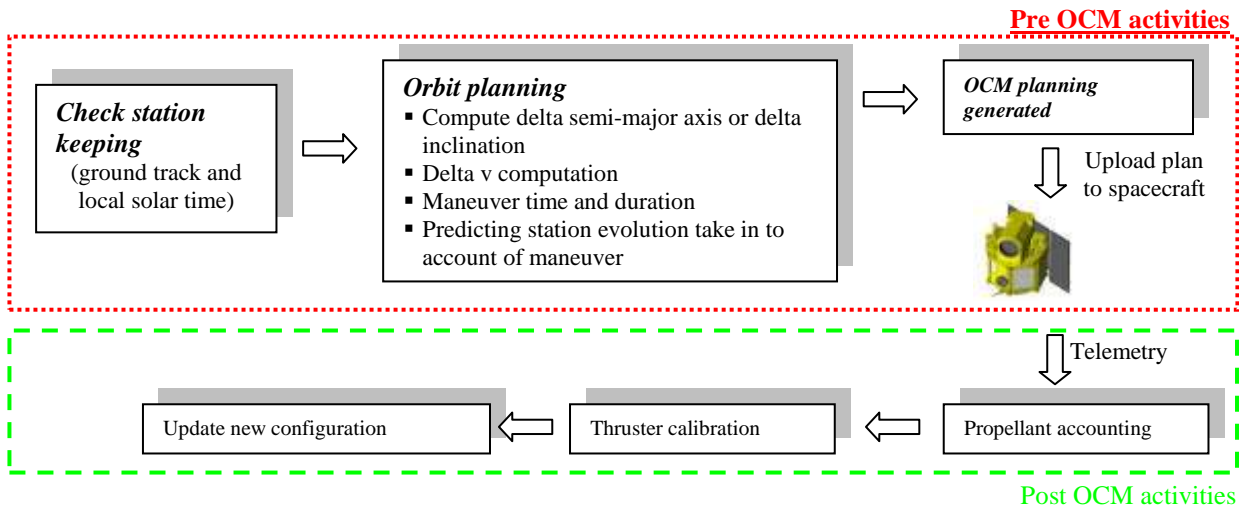 Pre OCM activities
Check station
keeping
(ground track and
local solar time)
Orbit planning
▪ Compute delta semi-major axis or delta
inclination
▪ Delta v computation
▪ Maneuver time and duration
▪ Predicting station evolution take in to
account of maneuver
OCM planning
generated
Upload plan
to spacecraft
Telemetry
Propellant accounting
Thruster calibration
Update new configuration
Post OCM activities